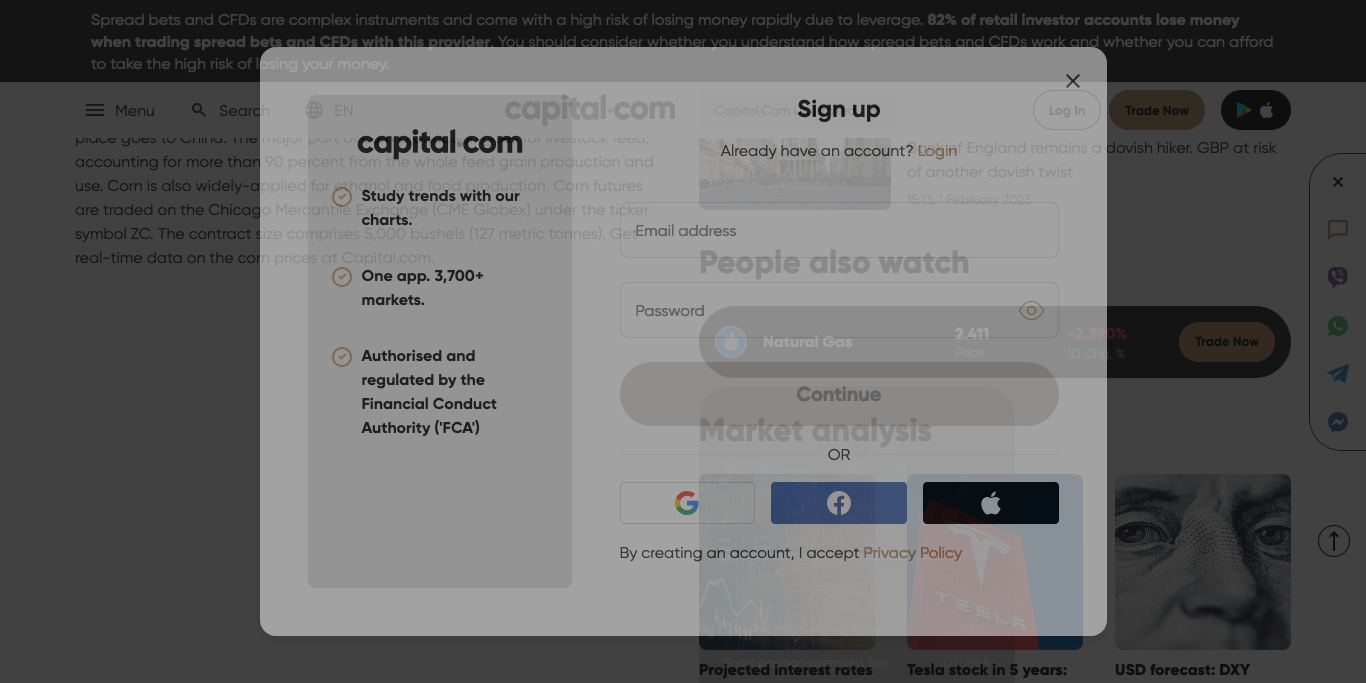 Spread bets and CFDs are complex instruments and come with a high risk of losing money rapidly due to leverage. 82% of retail investor accounts lose money
when trading spread bets and CFDs with this provider. You should consider whether you understand how spread bets and CFDs work and whether you can afford
to take the high risk of losing your money.
Menu
Search
EN
capital.com
Capital Com
Log In
Trade Now
place goes to China. The major part of
livestock feed,
accounting for more than 90 percent from the whole feed grain production and
use. Corn is also widely-applied for ethanol and food production. Corn futures
are traded on the Chicago Mercantile Exchange (CME Globex) under the ticker
symbol ZC. The contract size comprises 5,000 bushels (127 metric tonnes). Get
real-time data on the corn prices at Capital.com.
capital.com
Study trends with our
charts.
One app. 3,700+
markets.
Authorised and
regulated by the
Financial Conduct
Authority ('FCA')
Sign up
Already have an account? Login
Email address
Password
Continue
OR
By creating an account, I accept Privacy Policy
of England remains a dovish hiker. GBP at risk
of another dovish twist
15:13, 1 February 2023
People also watch
Natural Gas
2.411
Price
-2.390%
1D Chg, %
Trade Now
Market analysis
TESLA
Projected interest rates
Tesla stock in 5 years:
USD forecast: DXY